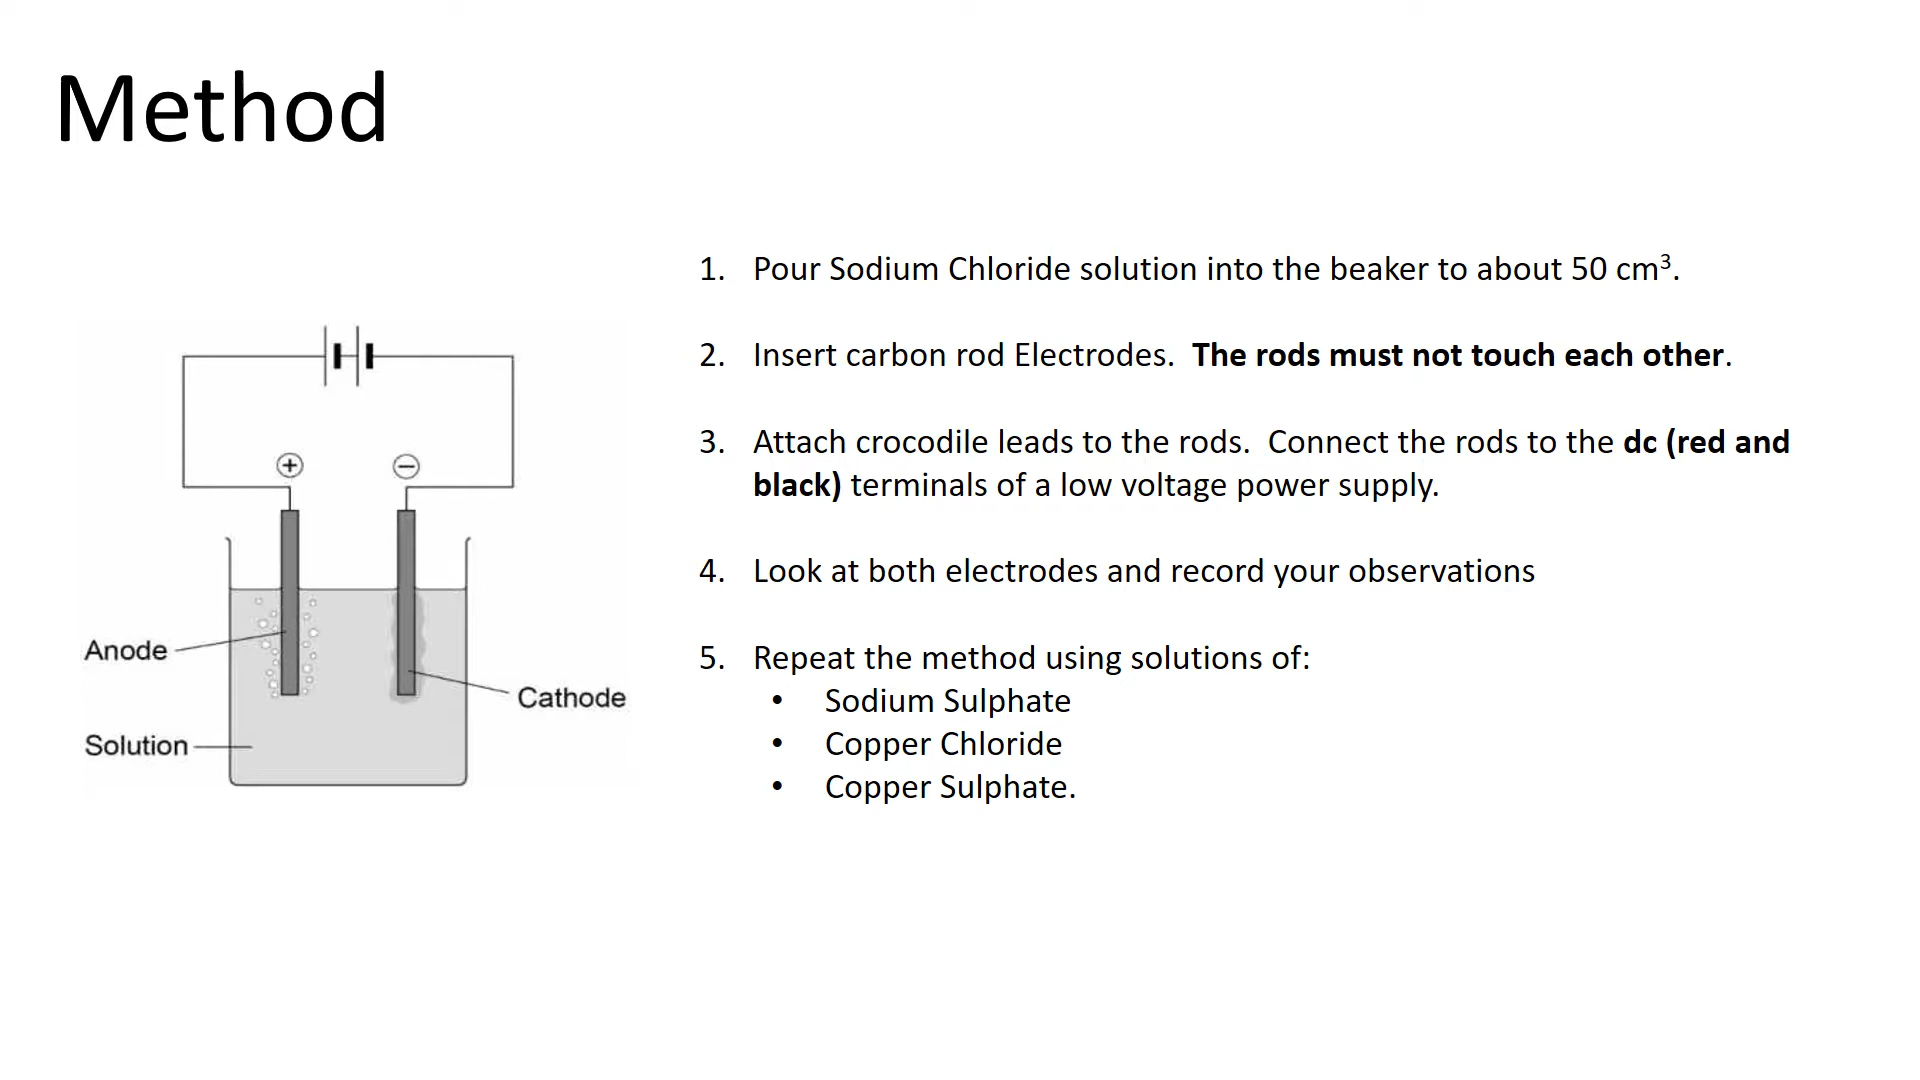 Method
1. Pour Sodium Chloride solution into the beaker to about 50 cm³.
2. Insert carbon rod Electrodes.  The rods must not touch each other.
3. Attach crocodile leads to the rods.  Connect the rods to the dc (red and
black) terminals of a low voltage power supply.
4. Look at both electrodes and record your observations
5. Repeat the method using solutions of:
• Sodium Sulphate
• Copper Chloride
• Copper Sulphate.
+
−
Anode
Cathode
Solution